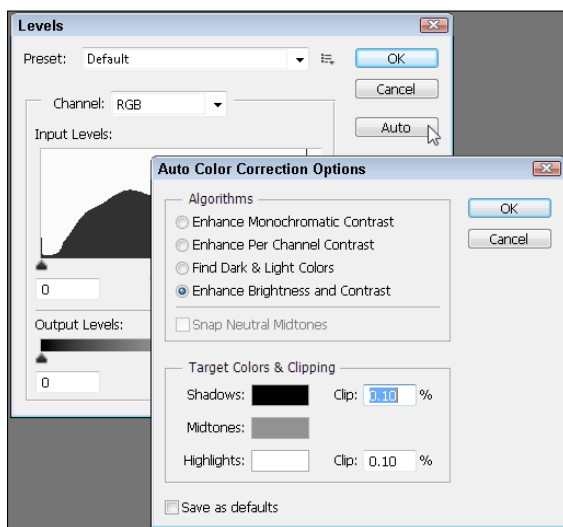 Levels
Preset: Default
OK
Cancel
Auto
Channel: RGB
Input Levels:
0
Output Levels:
0
Auto Color Correction Options
Algorithms
Enhance Monochromatic Contrast
Enhance Per Channel Contrast
Find Dark & Light Colors
Enhance Brightness and Contrast
Snap Neutral Midtones
OK
Cancel
Target Colors & Clipping
Shadows: Clip: 0.10 %
Midtones:
Highlights: Clip: 0.10 %
Save as defaults